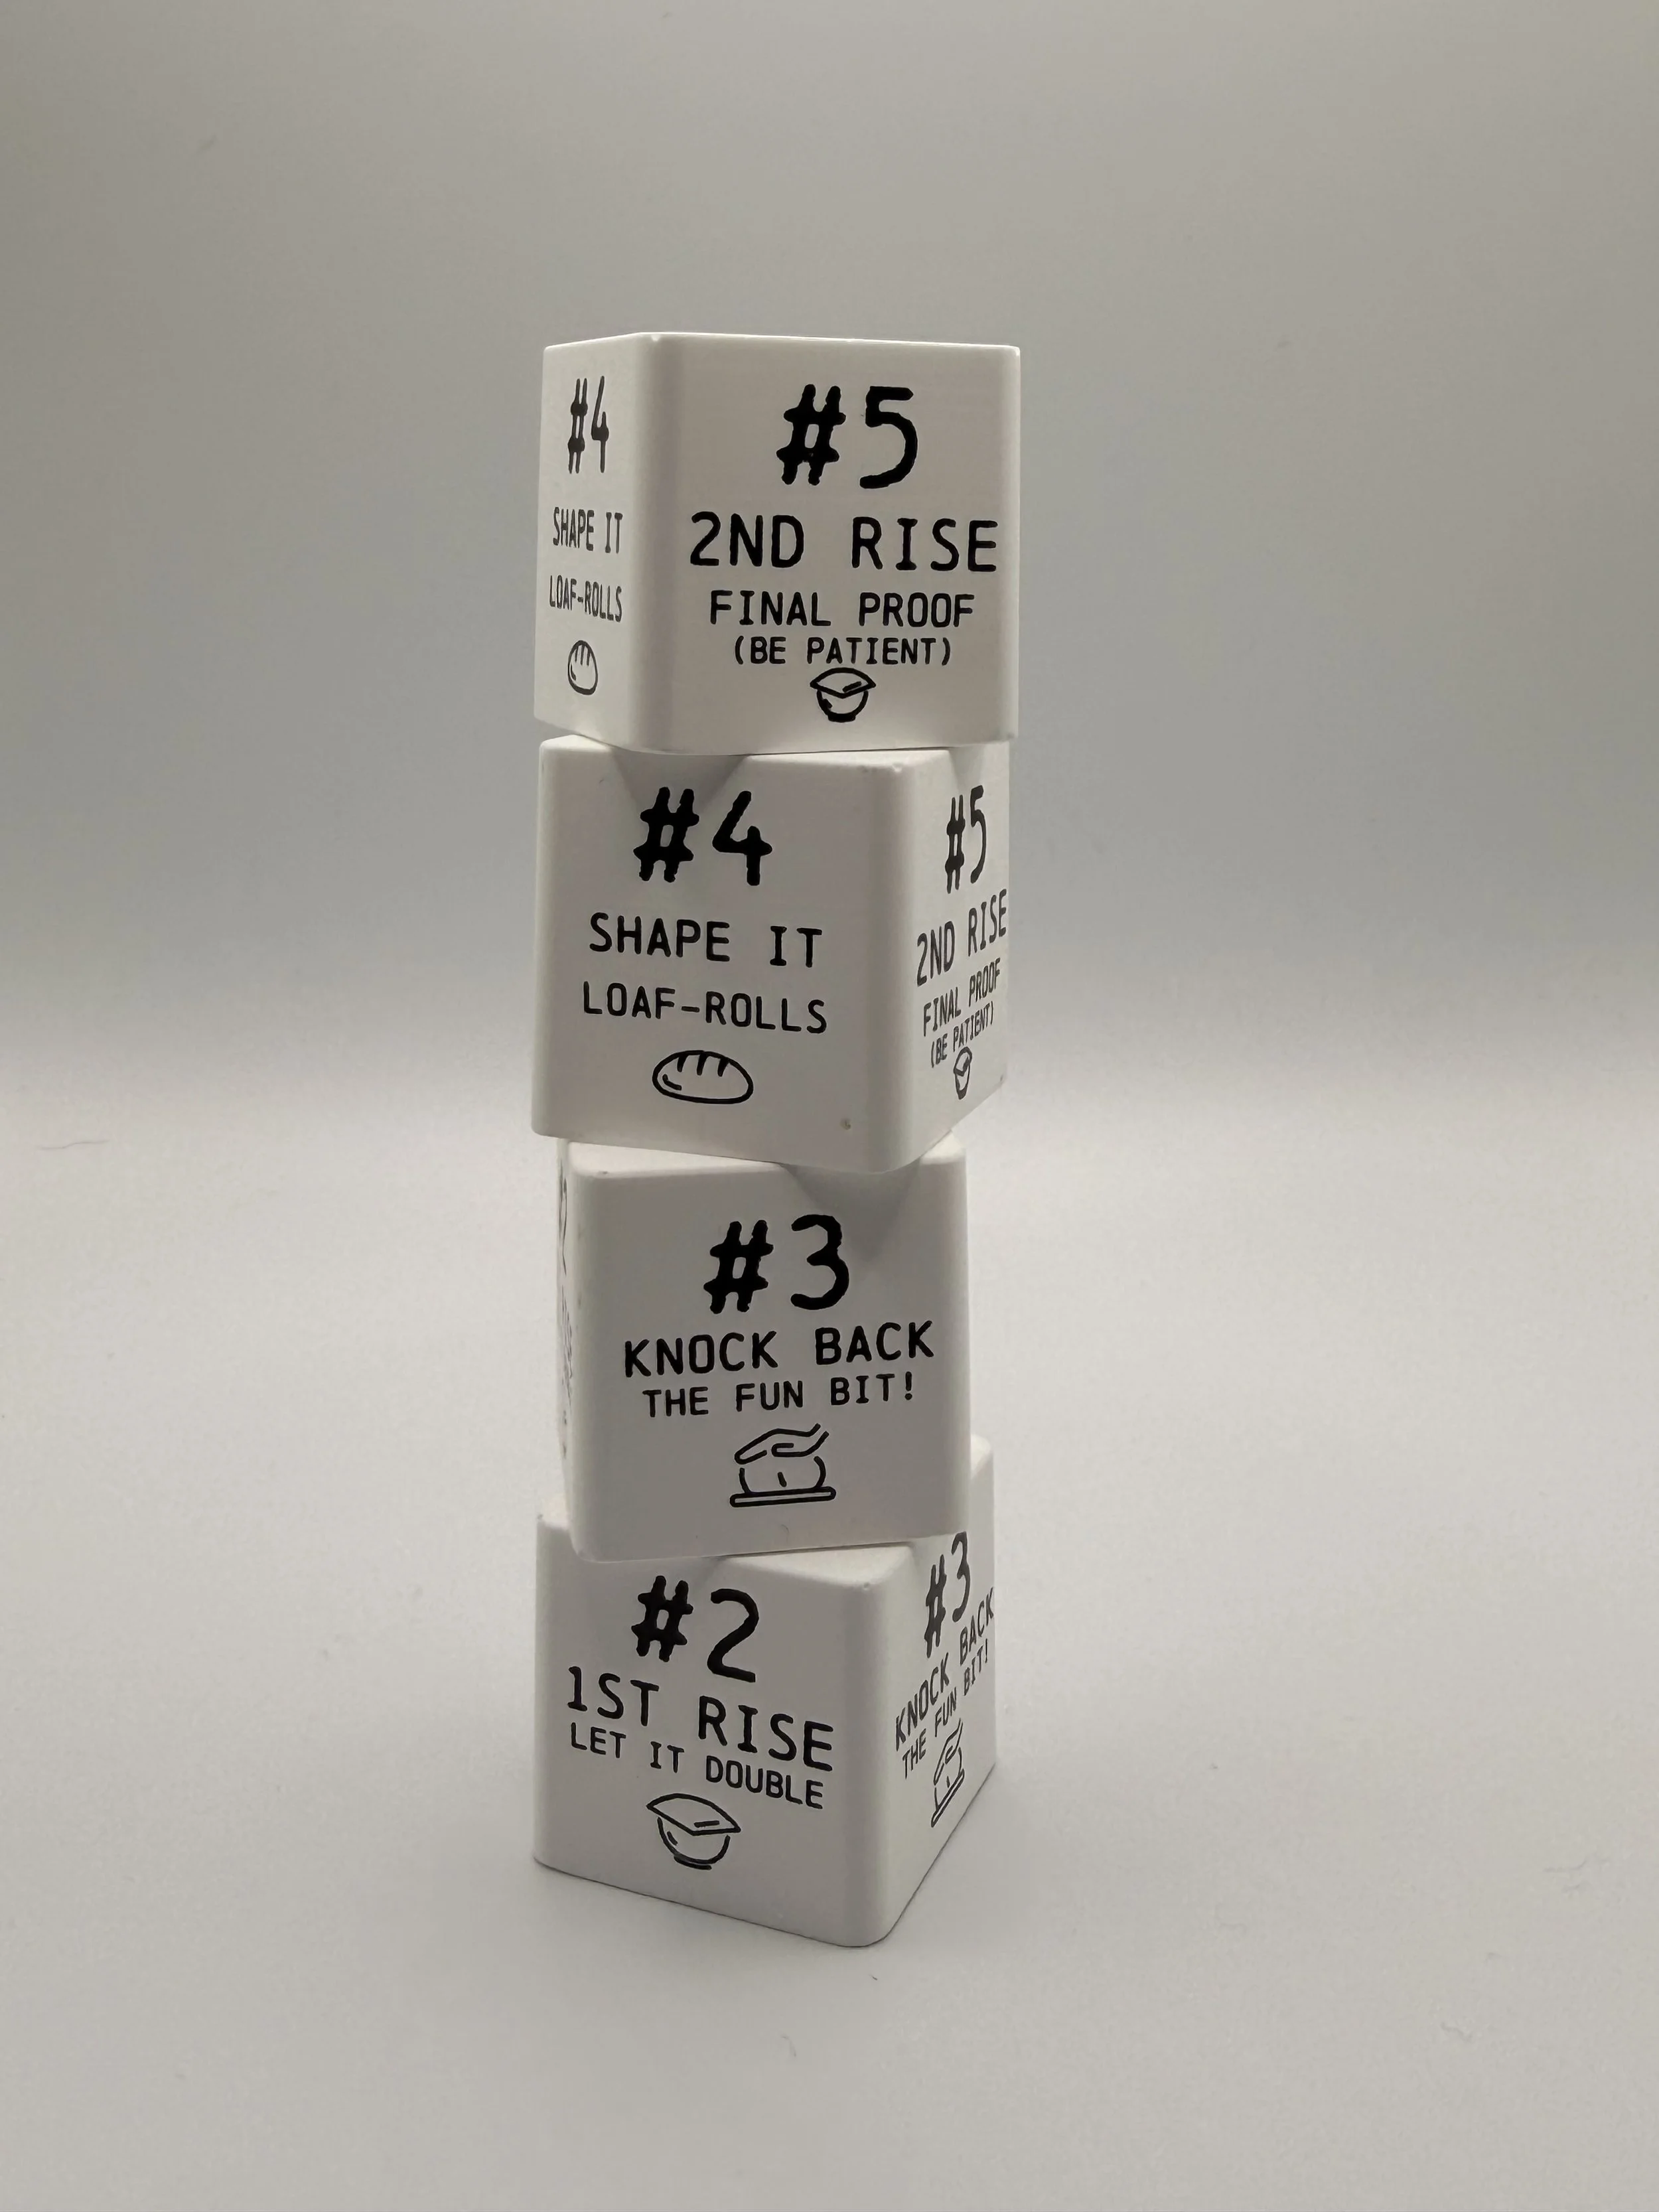 #4
SHAPE IT
LOAF-ROLLS
#5
2ND RISE
FINAL PROOF
(BE PATIENT)
#4
SHAPE IT
LOAF-ROLLS
#5
2ND RISE
FINAL PROOF
(BE PATIENT)
#3
KNOCK BACK
THE FUN BIT!
#2
1ST RISE
LET IT DOUBLE
#3
KNOCK BACK
THE FUN BIT!